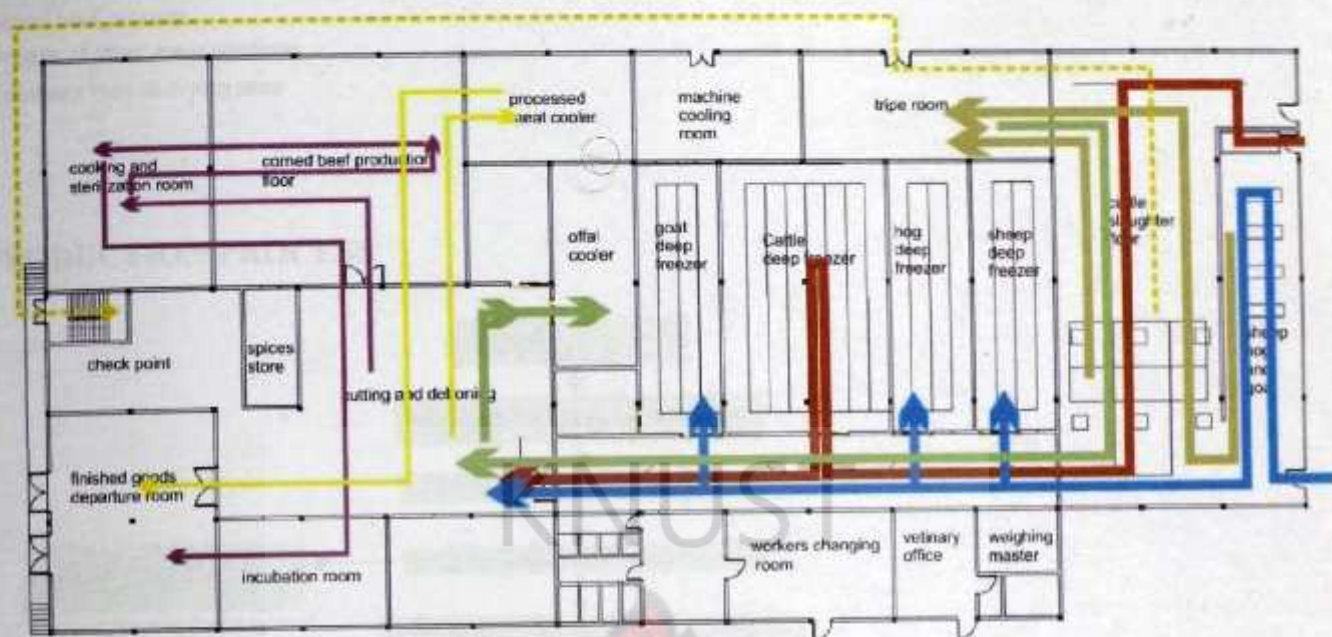 processed
meat cooler
machine
cooling
room
tripe room
cooking and
sterilization room
corned beef production
floor
offal
cooler
goat
deep
freezer
Cattle
deep freezer
hog
deep
freezer
sheep
deep
freezer
cattle
slaughter
floor
sheep
check point
spices
store
cutting and deboning
finished goods
departure room
KNUST
incubation room
workers changing
room
vetinary
office
weighing
master